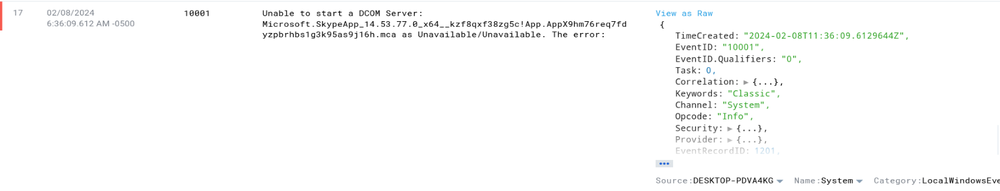 17 02/08/2024 10001 Unable to start a DCOM Server: View as Raw
6:36:09.612 AM -0500 Microsoft.SkypeApp_14.53.77.0_x64__kzf8qxf38zg5c!App.AppX9hm76req7fd {
yzpbrhbs1g3k95as9j16h.mca as Unavailable/Unavailable. The error: TimeCreated: "2024-02-08T11:36:09.6129644Z",
EventID: "10001",
EventID.Qualifiers: "0",
Task: 0,
Correlation: ▶ {...},
Keywords: "Classic",
Channel: "System",
Opcode: "Info",
Security: ▶ {...},
Provider: ▶ {...},
EventRecordID: 1201,
•••
Source:DESKTOP-PDVA4KG Name:System Category:LocalWindowsEve